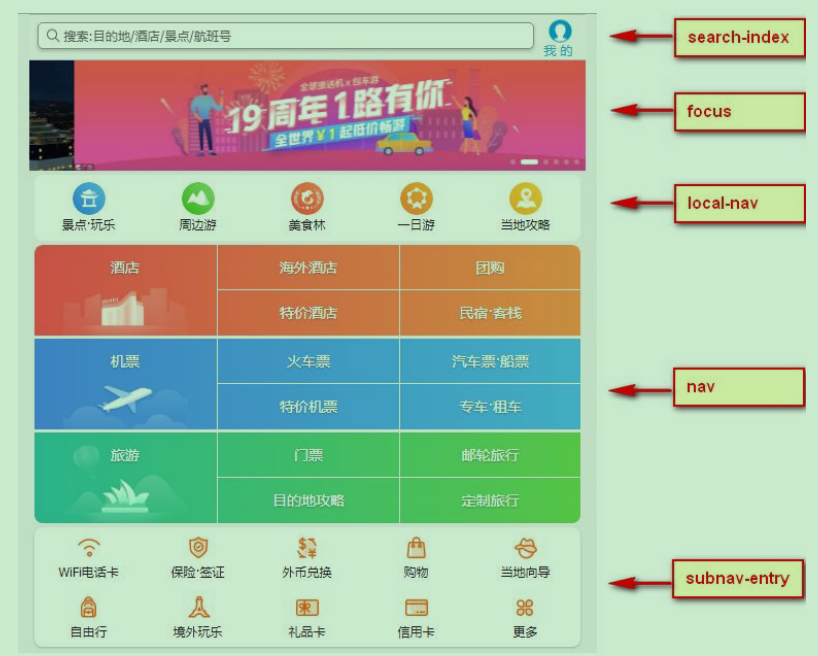 搜索:目的地/酒店/景点/航班号
我的
search-index
全球旅送机x包车游
19周年1路有你
全世界¥1起低价畅游
focus
景点·玩乐
周边游
美食林
一日游
当地攻略
local-nav
酒店
海外酒店
团购
特价酒店
民宿·客栈
机票
火车票
汽车票·船票
特价机票
专车·租车
nav
旅游
门票
邮轮旅行
目的地攻略
定制旅行
WiFi电话卡
保险·签证
外币兑换
购物
当地向导
subnav-entry
自由行
境外玩乐
礼品卡
信用卡
更多